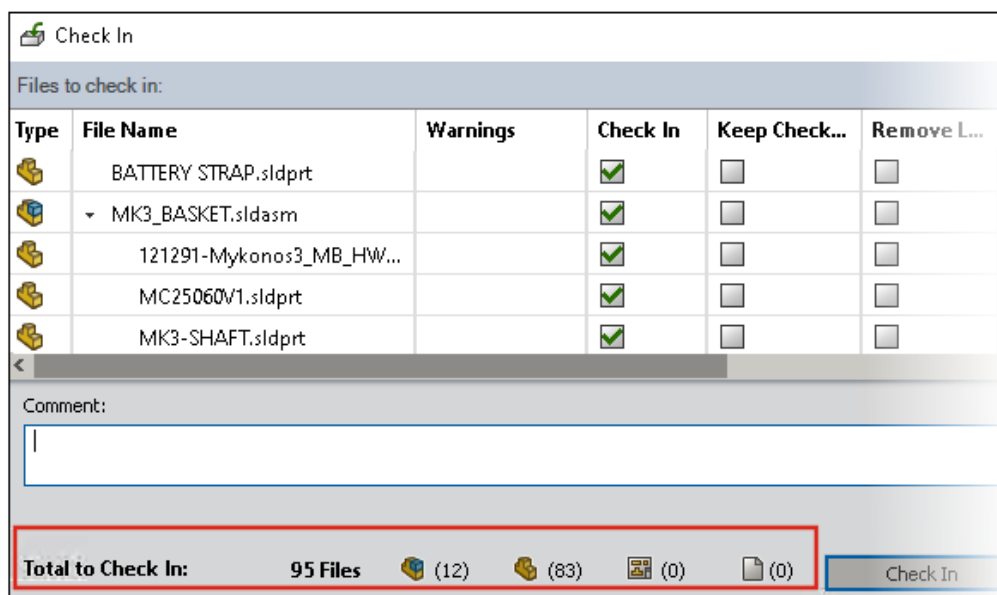 Check In
Files to check in:
Type File Name Warnings Check In Keep Check... Remove L...
BATTERY STRAP.sldprt
MK3_BASKET.sldasm
121291-Mykonos3_MB_HW...
MC25060V1.sldprt
MK3-SHAFT.sldprt
Comment:
Total to Check In: 95 Files (12) (83) (0) (0) Check In